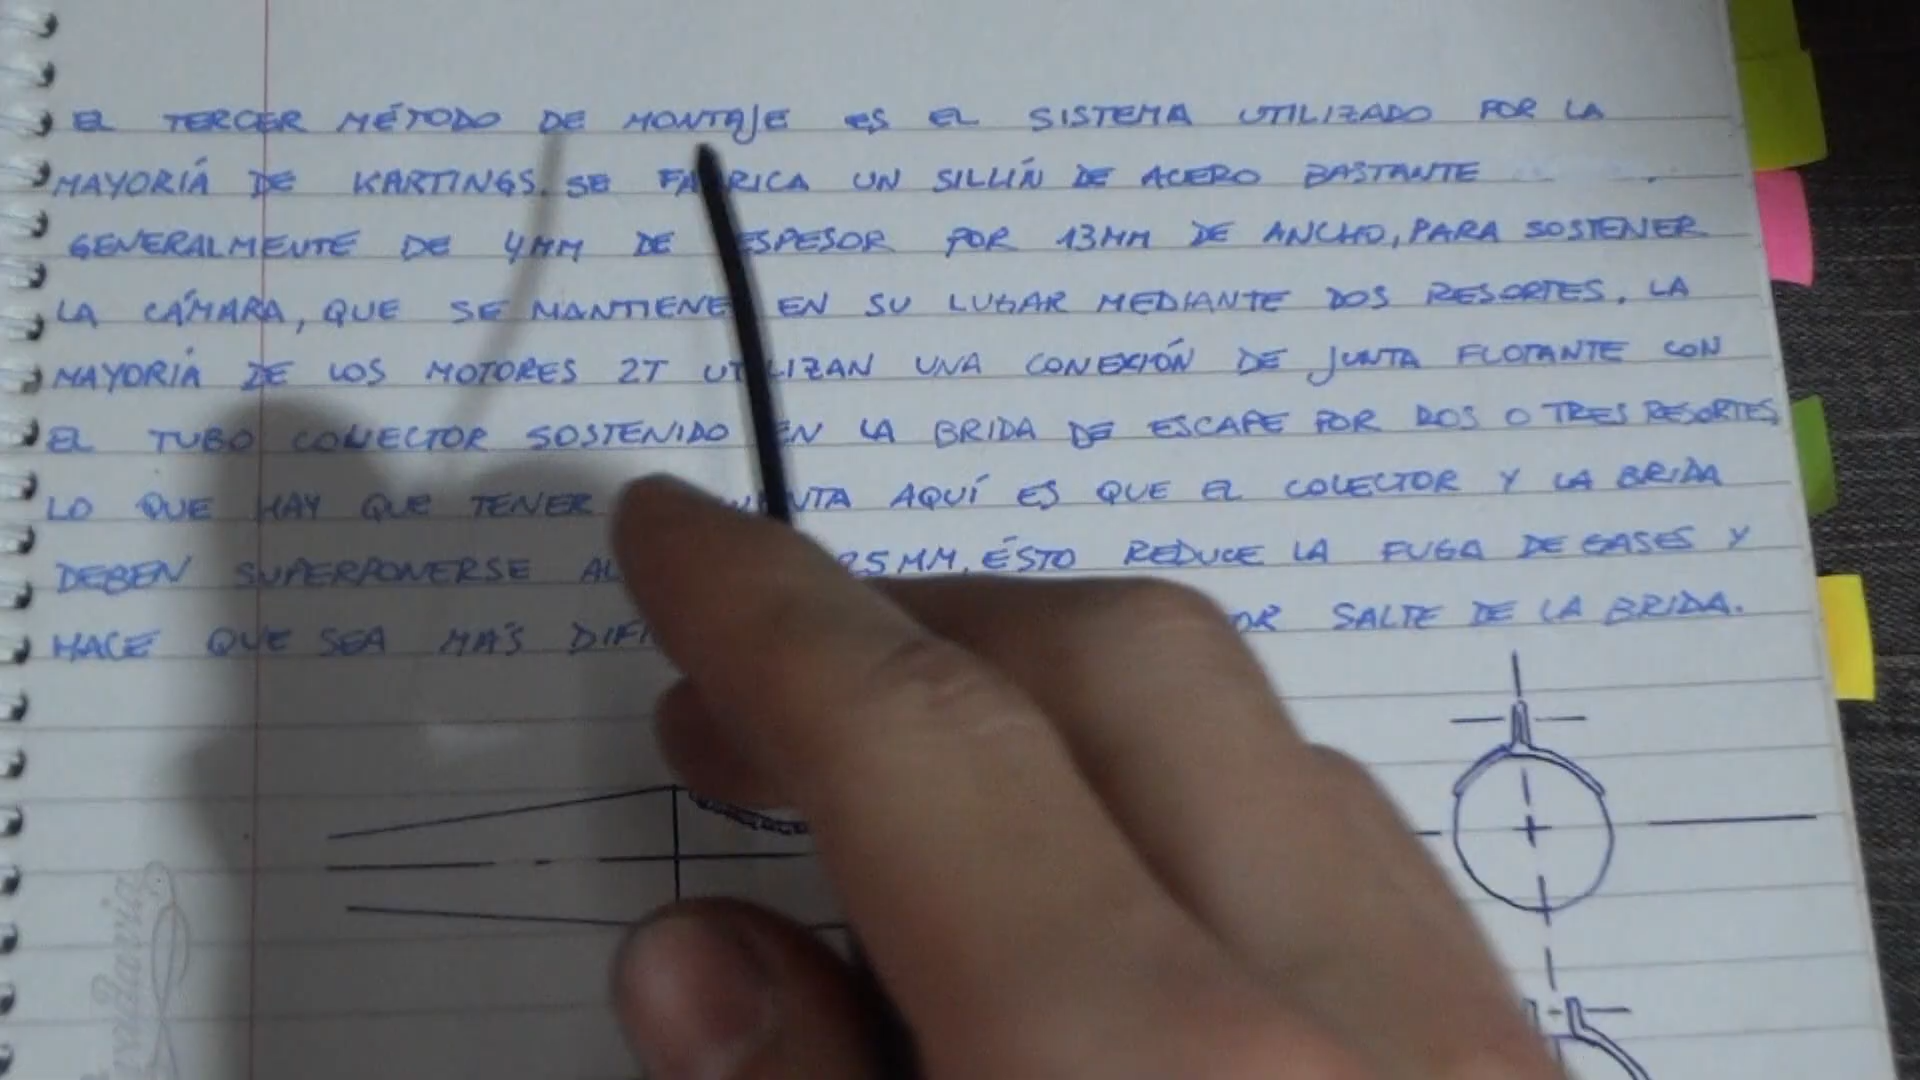 EL TERCER MÉTODO DE MONTAJE ES EL SISTEMA UTILIZADO POR LA
MAYORIÁ DE KARTINGS. SE FABRICA UN SILLÍN DE ACERO BASTANTE
GENERALMENTE DE 4MM DE ESPESOR POR 13MM DE ANCHO, PARA SOSTENER
LA CÁMARA, QUE SE MANTIENE EN SU LUGAR MEDIANTE DOS RESORTES. LA
MAYORIÁ DE LOS MOTORES 2T UTILIZAN UNA CONEXIÓN DE JUNTA FLOTANTE CON
EL TUBO COLECTOR SOSTENIDO EN LA BRIDA DE ESCAPE POR DOS O TRES RESORTES
LO QUE HAY QUE TENER AQUÍ ES QUE EL COLECTOR Y LA BRIDA
DEBEN SUPERPONERSE 25MM, ÉSTO REDUCE LA FUGA DE GASES Y
HACE QUE SEA MÁS SALTE DE LA BRIDA.